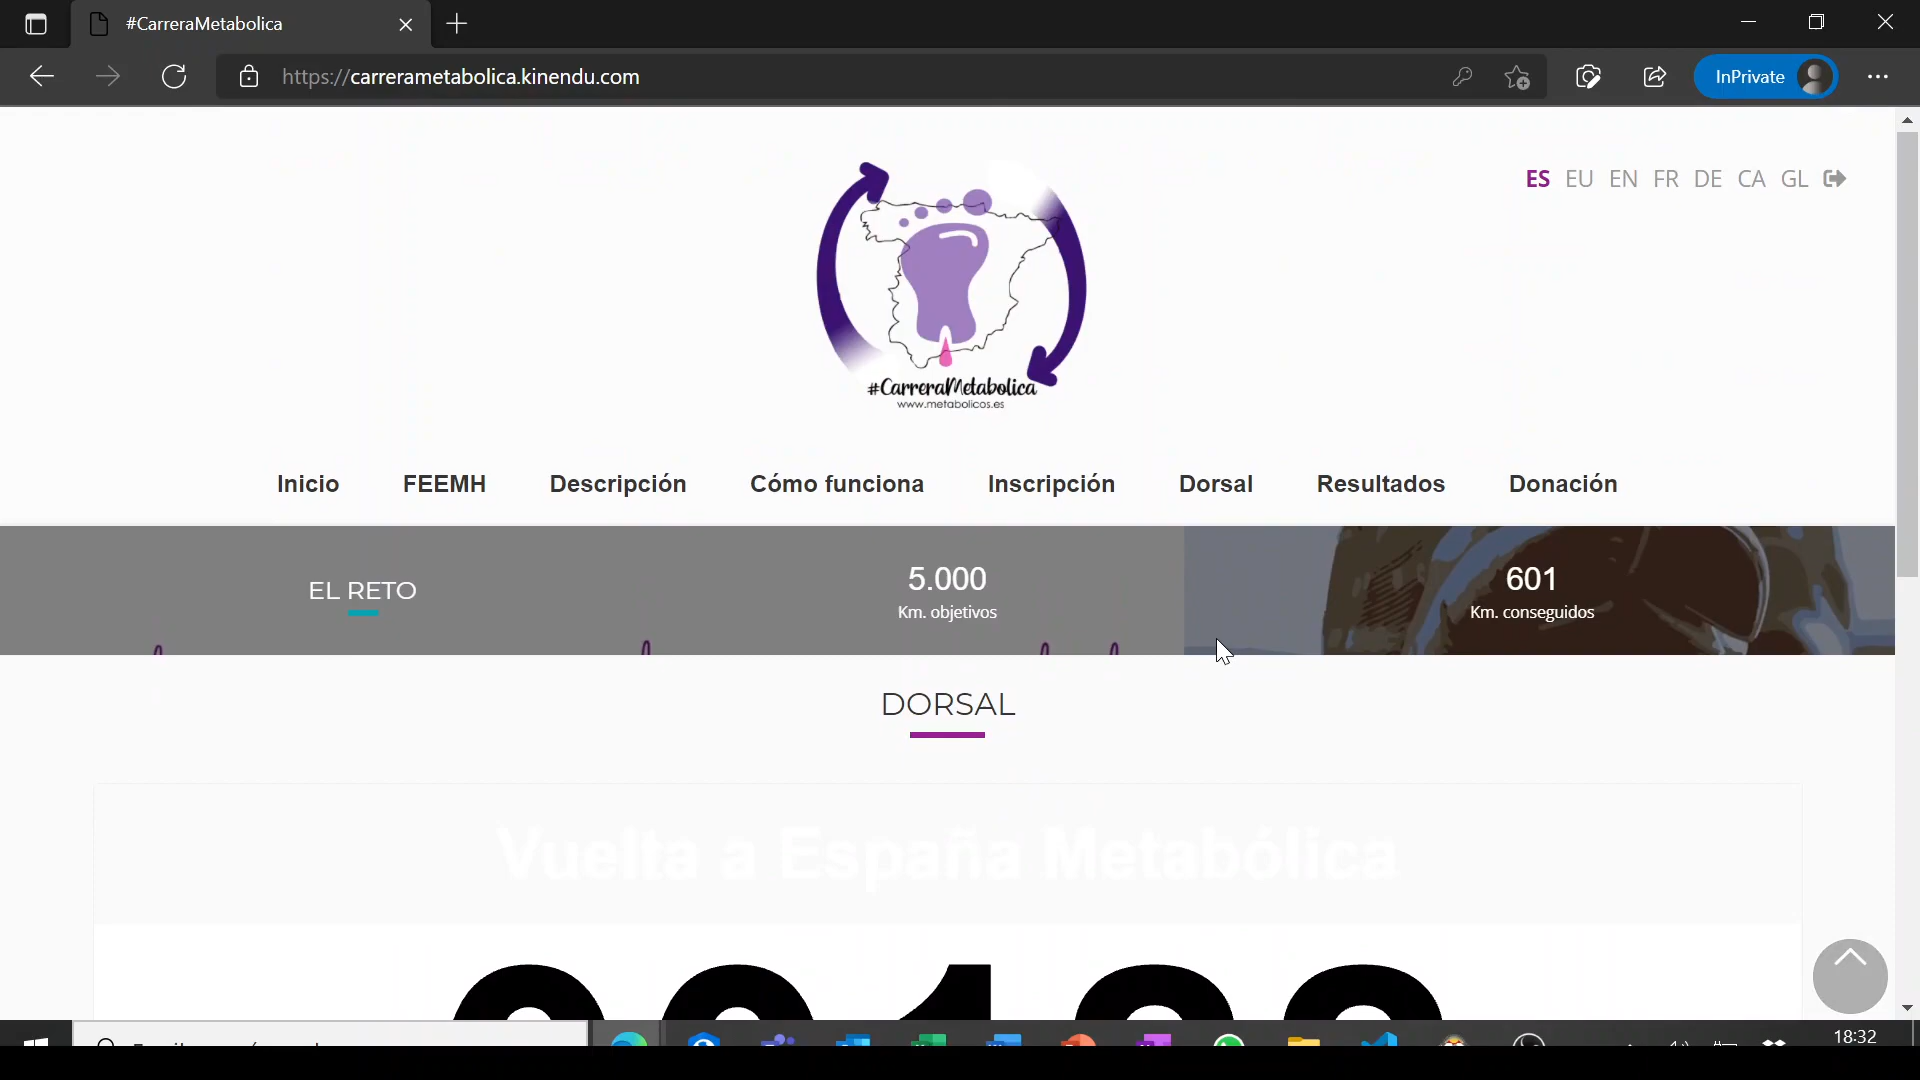 #CarreraMetabolica
https://carrerametabolica.kinendu.com
InPrivate
ES EU EN FR DE CA GL
#CarreraMetabolica
www.metabolicos.es
Inicio FEEMH Descripción Cómo funciona Inscripción Dorsal Resultados Donación
EL RETO
5.000
Km. objetivos
601
Km. conseguidos
DORSAL
Vuelta a España Metabólica
18:32